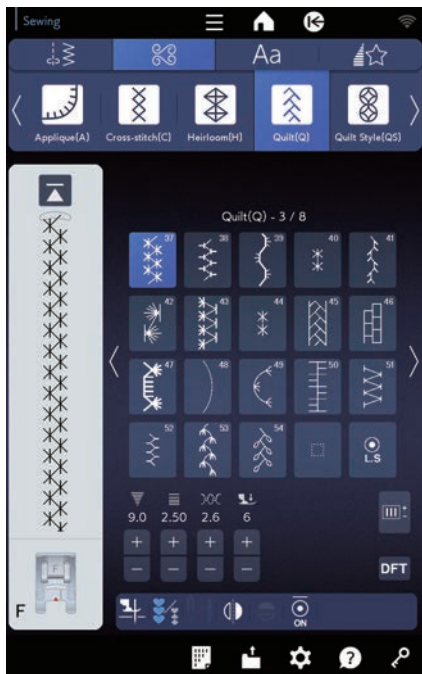 Sewing
Aa
Applique(A) Cross-stitch(C) Heirloom(H) Quilt(Q) Quilt Style(QS)
Quilt(Q) - 3 / 8
37 38 39 40 41
42 43 44 45 46
47 48 49 50 51
52 53 54 L.S
9.0 2.50 2.6 6
+ + + +
- - - -
DFT
F
F
ON
?